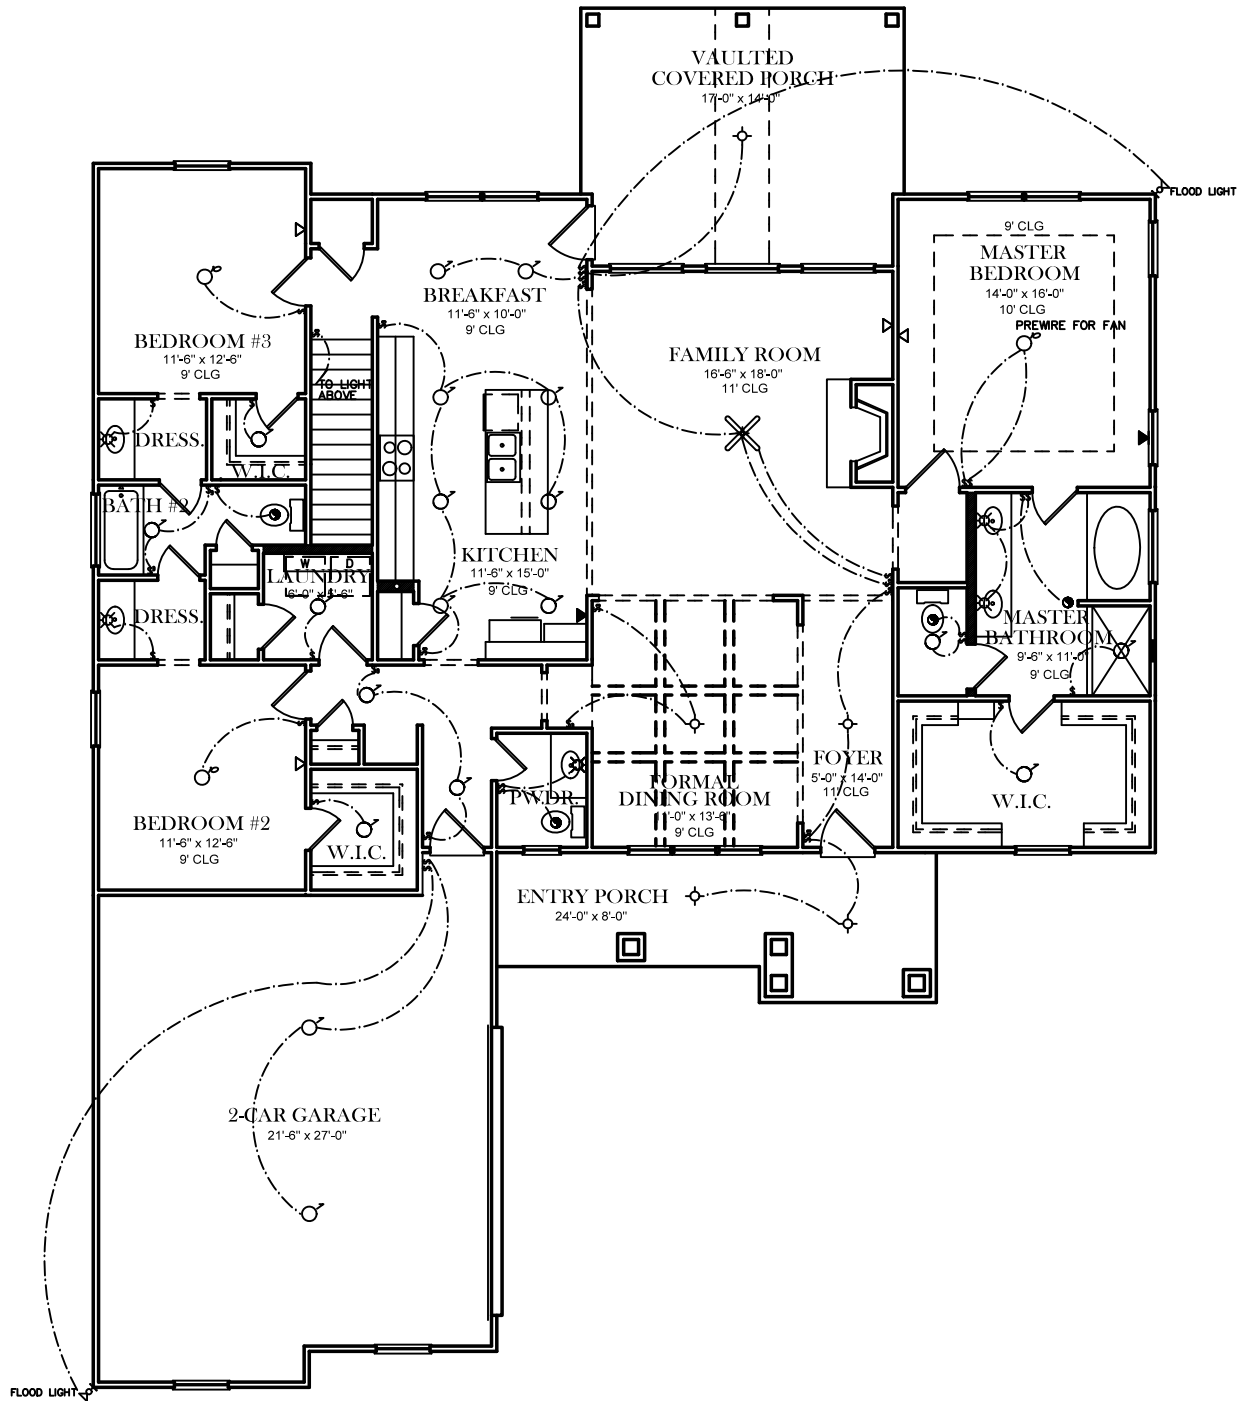 VAULTED
COVERED PORCH
17'-0" x 14'-0"
FLOOD LIGHT
9' CLG
MASTER
BEDROOM
14'-0" x 16'-0"
10' CLG
PREWIRE FOR FAN
BREAKFAST
11'-6" x 10'-0"
9' CLG
BEDROOM #3
11'-6" x 12'-6"
9' CLG
FAMILY ROOM
16'-6" x 18'-0"
11' CLG
TO LIGHT
ABOVE
DRESS.
W.I.C.
BATH #2
KITCHEN
11'-6" x 15'-0"
9' CLG
W
D
LAUNDRY
6'-0" x 5'-6"
DRESS.
MASTER
BATHROOM
9'-6" x 11'-0"
9' CLG
FOYER
5'-0" x 14'-0"
11' CLG
FORMAL
DINING ROOM
9' CLG
PWDR.
W.I.C.
BEDROOM #2
11'-6" x 12'-6"
9' CLG
W.I.C.
ENTRY PORCH
24'-0" x 8'-0"
2-CAR GARAGE
21'-6" x 27'-0"
FLOOD LIGHT